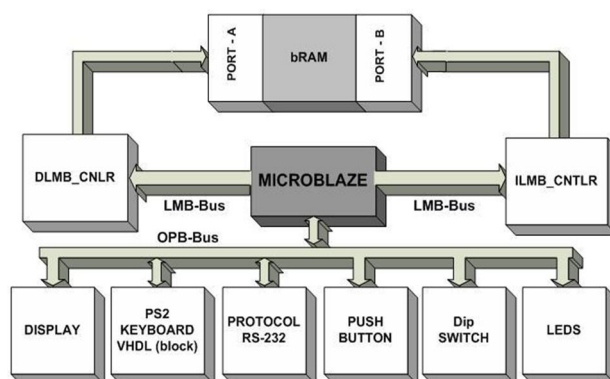 PORT - A
bRAM
PORT - B
DLMB_CNLR
MICROBLAZE
ILMB_CNTLR
LMB-Bus
LMB-Bus
OPB-Bus
DISPLAY
PS2
KEYBOARD
VHDL (block)
PROTOCOL
RS-232
PUSH
BUTTON
Dip
SWITCH
LEDS